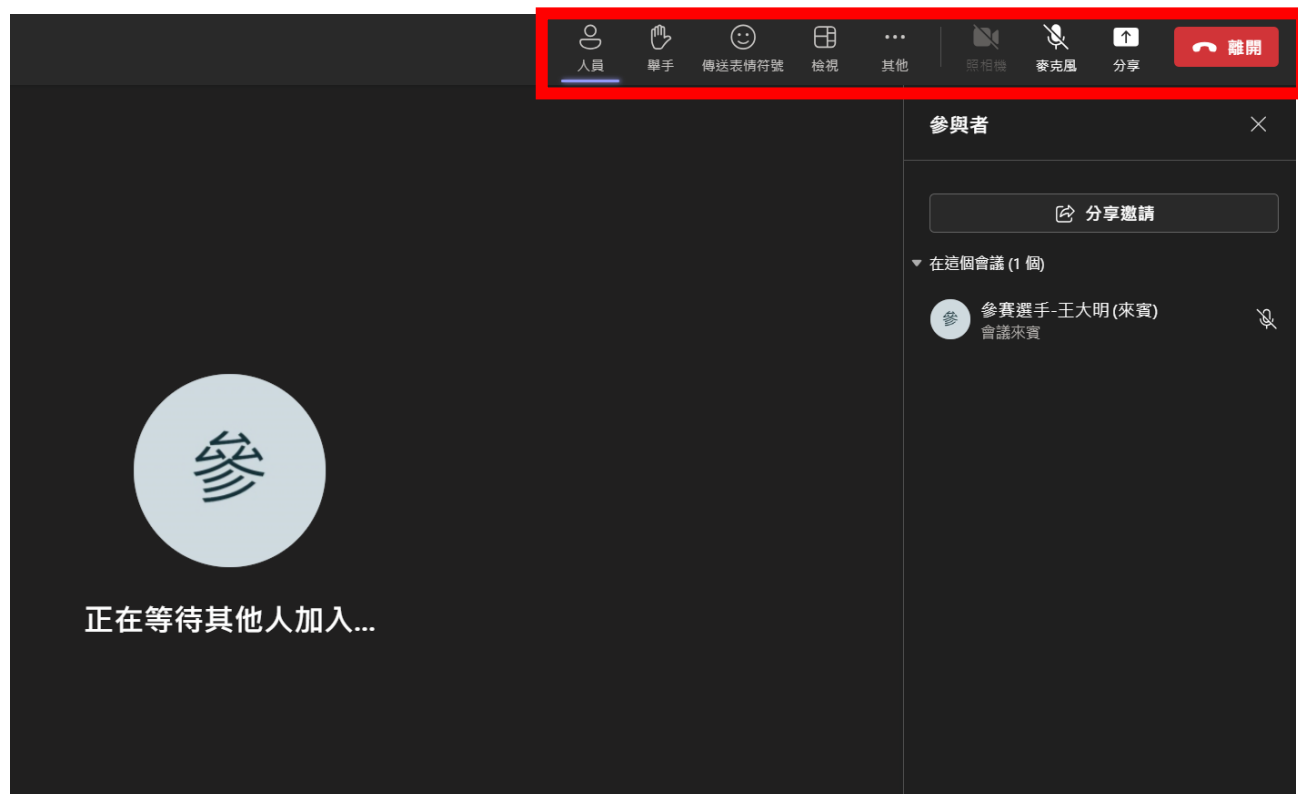 人員 舉手 傳送表情符號 檢視 其他 照相機 麥克風 分享 離開
參與者
分享邀請
在這個會議 (1 個)
參 參賽選手-王大明 (來賓)
會議來賓
參
正在等待其他人加入...